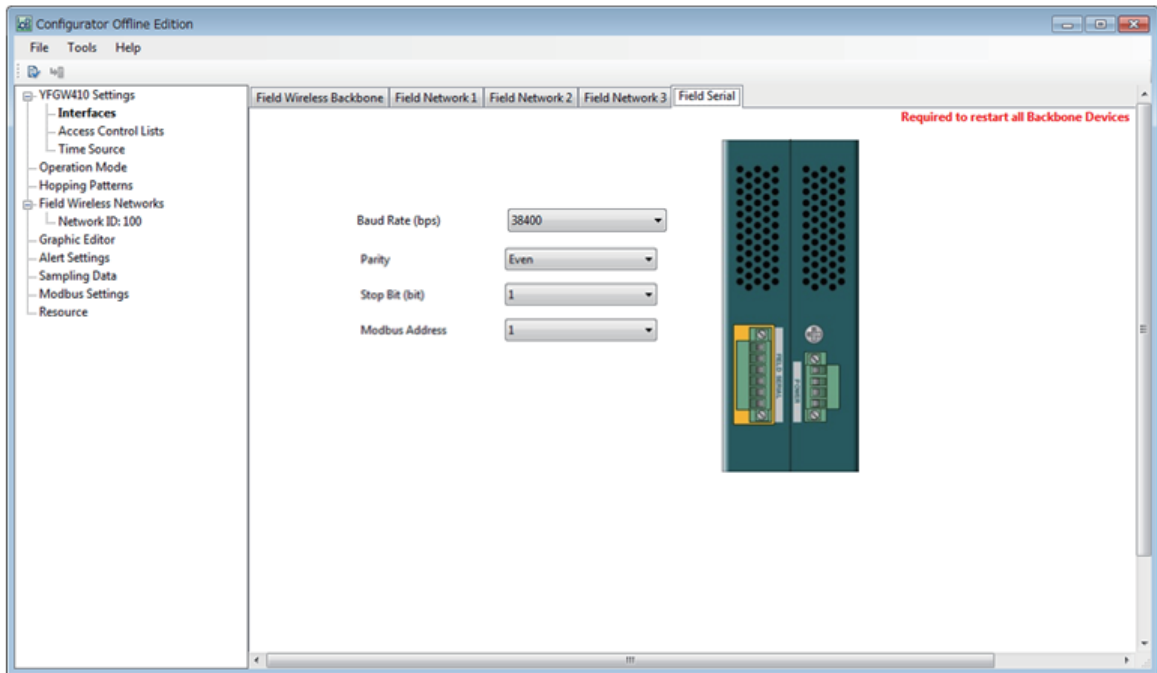 Configurator Offline Edition
File Tools Help
YFGW410 Settings
Interfaces
Access Control Lists
Time Source
Operation Mode
Hopping Patterns
Field Wireless Networks
Network ID: 100
Graphic Editor
Alert Settings
Sampling Data
Modbus Settings
Resource
Field Wireless Backbone Field Network 1 Field Network 2 Field Network 3 Field Serial
Required to restart all Backbone Devices
Baud Rate (bps) 38400
Parity Even
Stop Bit (bit) 1
Modbus Address 1
FIELD SERIAL
POWER